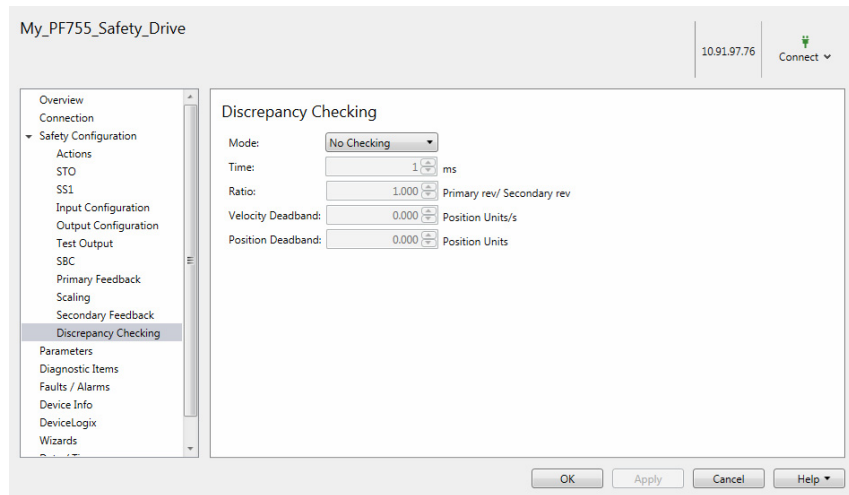 My_PF755_Safety_Drive
10.91.97.76
Connect
Overview
Connection
Safety Configuration
Actions
STO
SS1
Input Configuration
Output Configuration
Test Output
SBC
Primary Feedback
Scaling
Secondary Feedback
Discrepancy Checking
Parameters
Diagnostic Items
Faults / Alarms
Device Info
DeviceLogix
Wizards
Discrepancy Checking
Mode: No Checking
Time: 1 ms
Ratio: 1.000 Primary rev/ Secondary rev
Velocity Deadband: 0.000 Position Units/s
Position Deadband: 0.000 Position Units
OK Apply Cancel Help